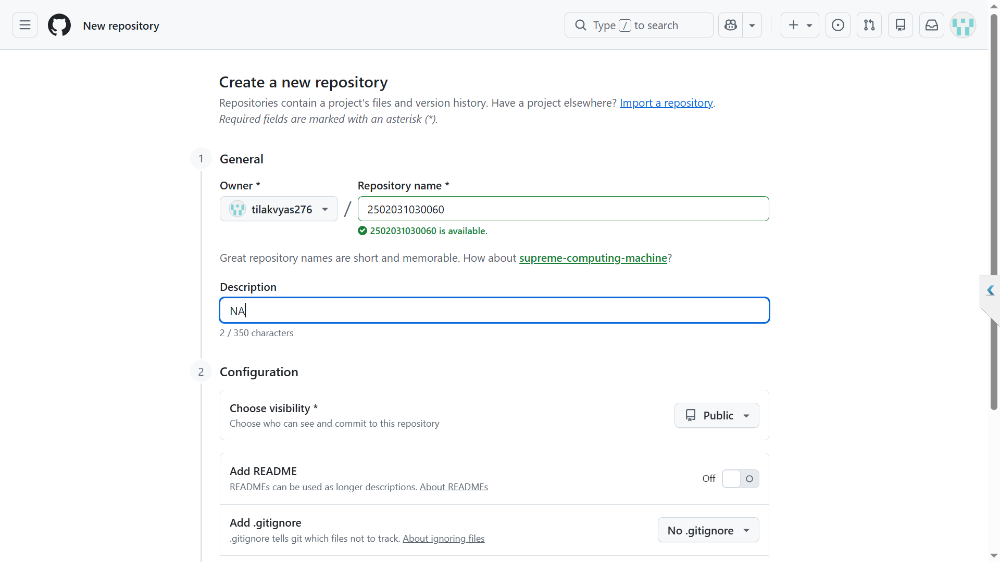 New repository
Type / to search
Create a new repository
Repositories contain a project's files and version history. Have a project elsewhere? Import a repository.
Required fields are marked with an asterisk (*).
1 General
Owner * Repository name *
tilakvyas276 / 2502031030060
2502031030060 is available.
Great repository names are short and memorable. How about supreme-computing-machine?
Description
NA
2 / 350 characters
2 Configuration
Choose visibility *
Public
Choose who can see and commit to this repository
Add README
Off
READMEs can be used as longer descriptions. About READMEs
Add .gitignore
No .gitignore
.gitignore tells git which files not to track. About ignoring files